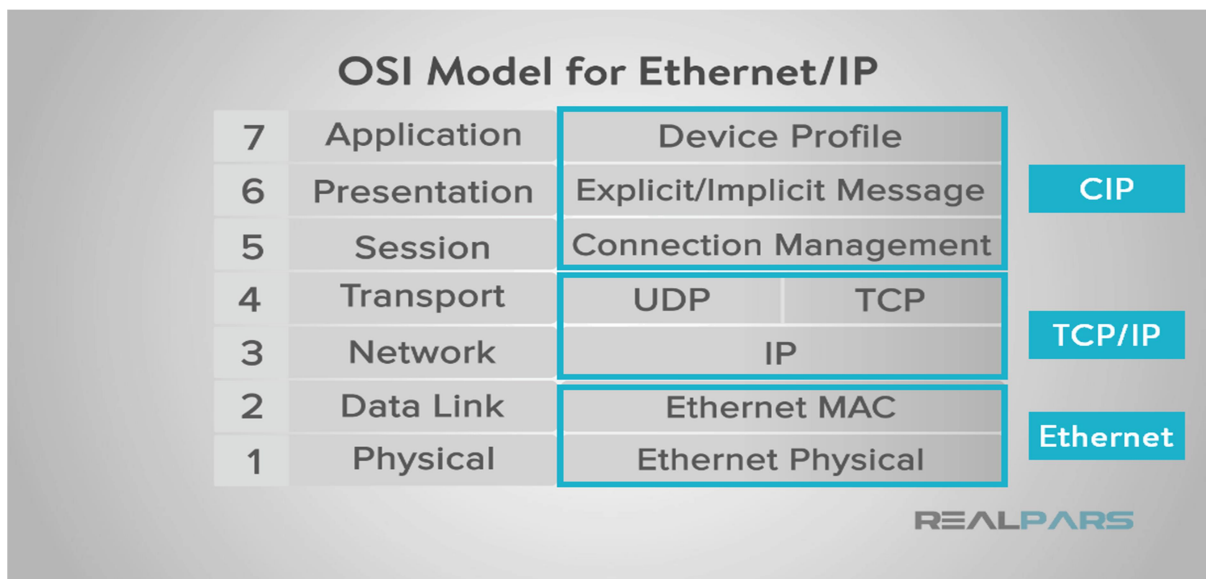 OSI Model for Ethernet/IP
7 Application Device Profile
6 Presentation Explicit/Implicit Message CIP
5 Session Connection Management
4 Transport UDP TCP
3 Network IP TCP/IP
2 Data Link Ethernet MAC
1 Physical Ethernet Physical Ethernet
REALPARS